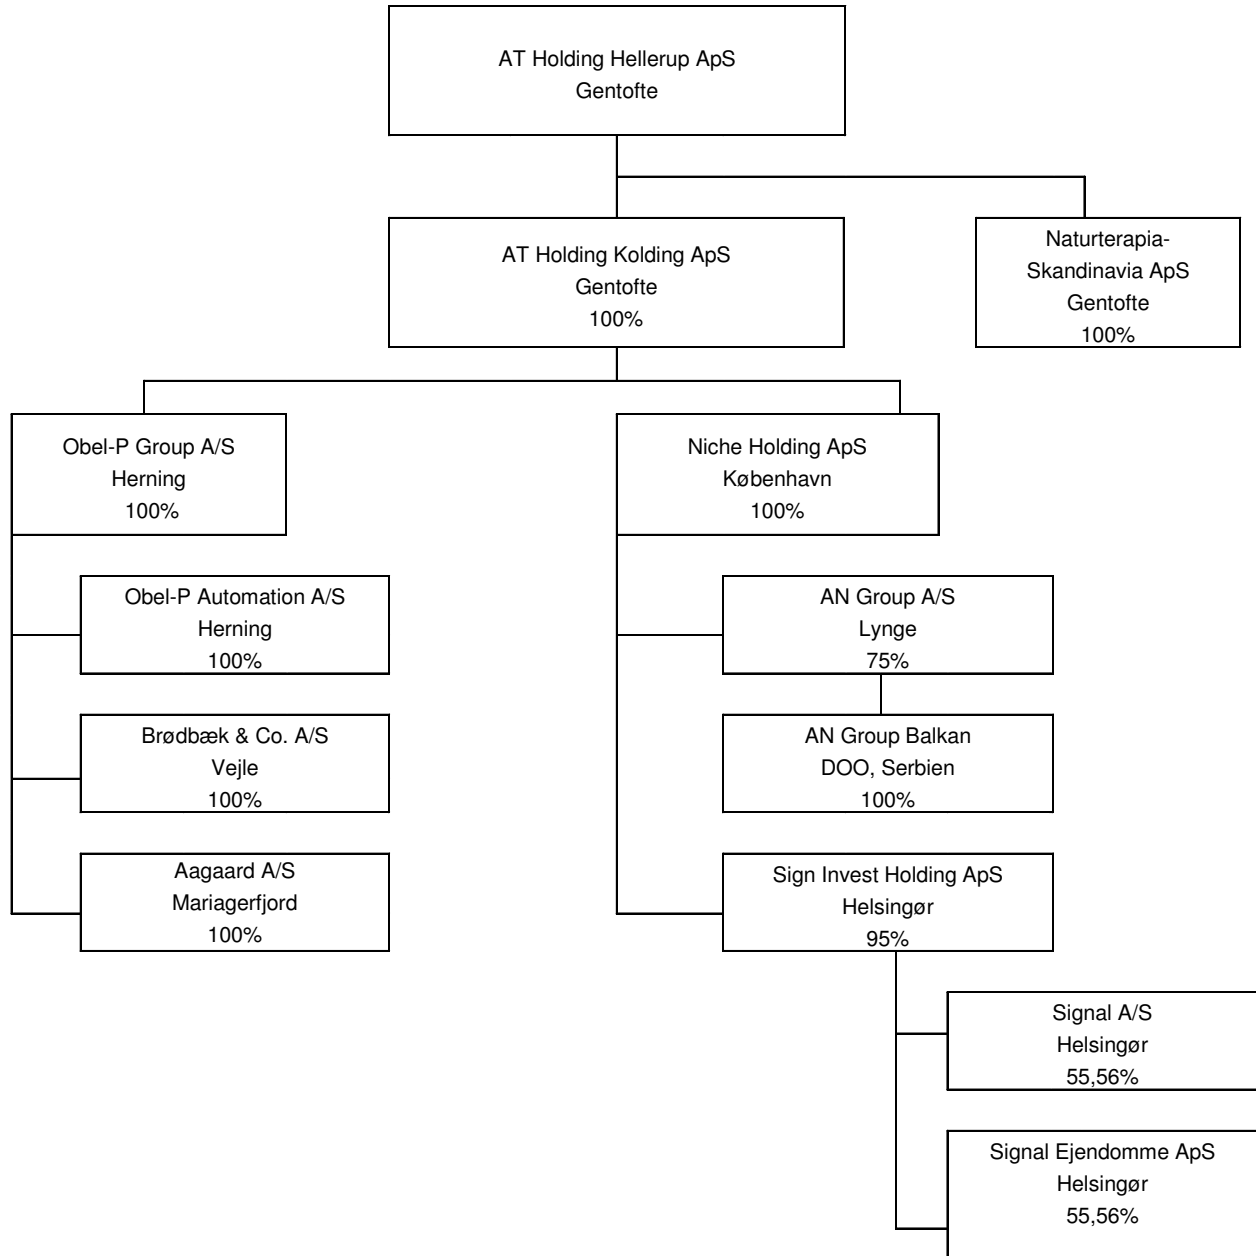 AT Holding Hellerup ApS
Gentofte
AT Holding Kolding ApS
Gentofte
100%
Naturterapia-
Skandinavia ApS
Gentofte
100%
Obel-P Group A/S
Herning
100%
Niche Holding ApS
København
100%
Obel-P Automation A/S
Herning
100%
AN Group A/S
Lynge
75%
Brødbæk & Co. A/S
Vejle
100%
AN Group Balkan
DOO, Serbien
100%
Aagaard A/S
Mariagerfjord
100%
Sign Invest Holding ApS
Helsingør
95%
Signal A/S
Helsingør
55,56%
Signal Ejendomme ApS
Helsingør
55,56%